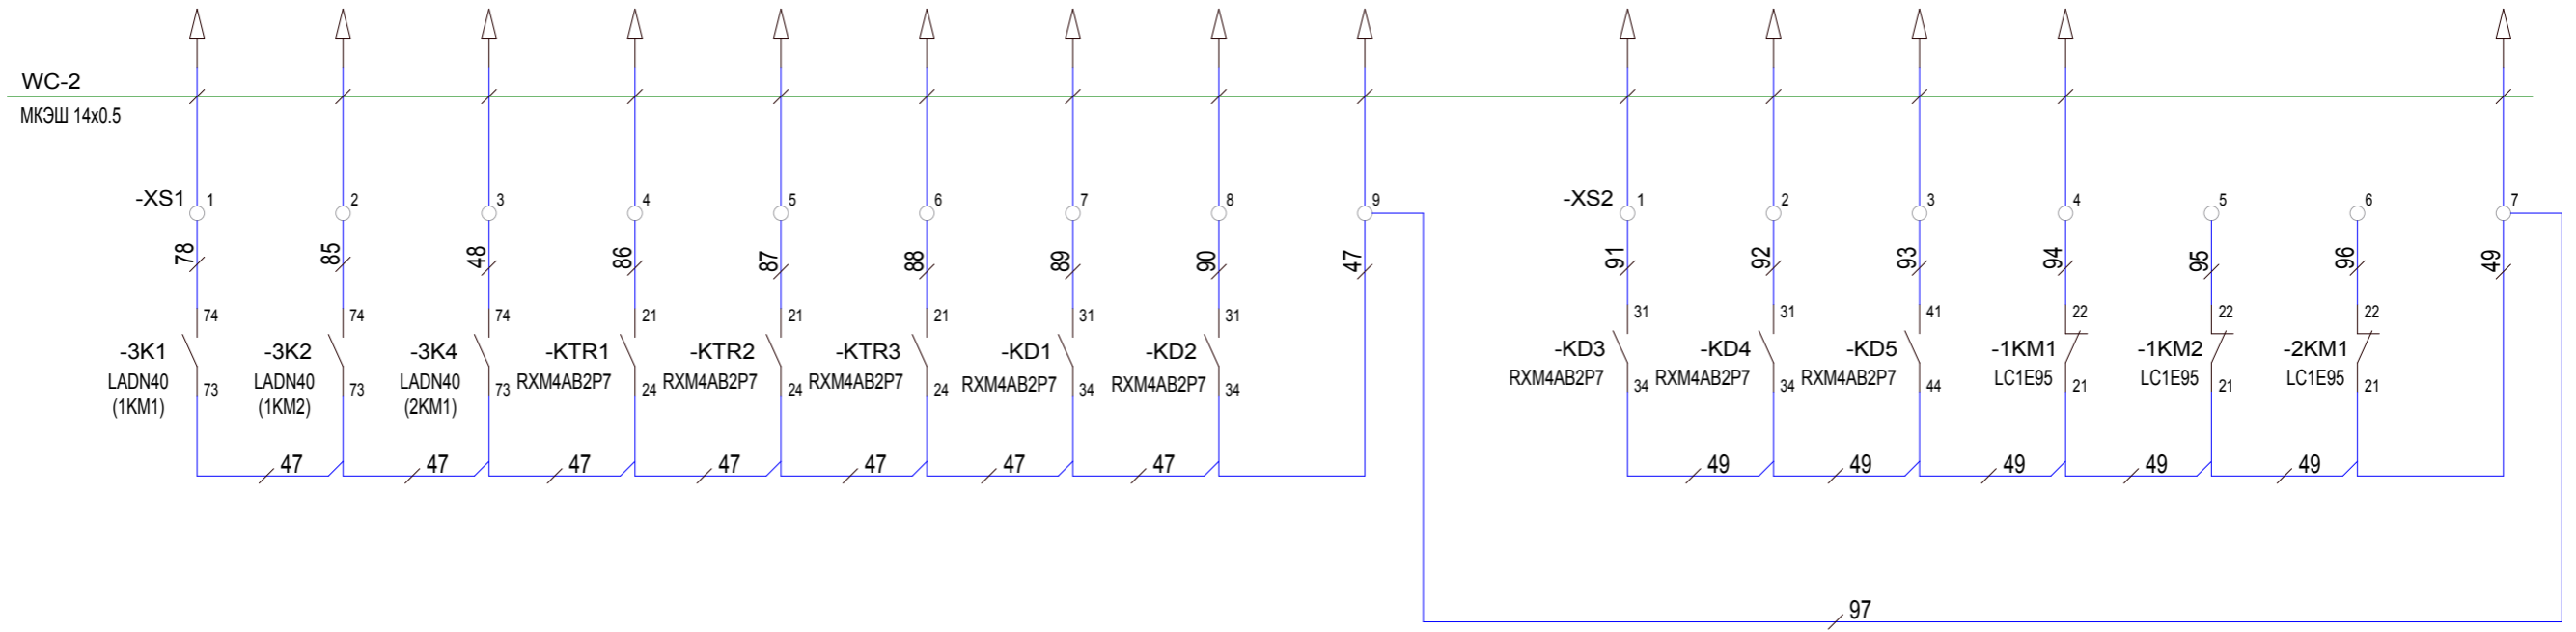 WC-2
МКЭШ 14x0.5
-XS1 1 2 3 4 5 6 7 8 9
-XS2 1 2 3 4 5 6 7
78 85 48 86 87 88 89 90 47
91 92 93 94 95 96 49
74 74 74 21 21 21 31 31
31 31 41 22 22 22
-3K1 -3K2 -3K4 -KTR1 -KTR2 -KTR3 -KD1 -KD2
-KD3 -KD4 -KD5 -1KM1 -1KM2 -2KM1
LADN40 LADN40 LADN40 RXM4AB2P7 RXM4AB2P7 RXM4AB2P7 RXM4AB2P7 RXM4AB2P7
RXM4AB2P7 RXM4AB2P7 RXM4AB2P7 LC1E95 LC1E95 LC1E95
73 73 73 24 24 24 34 34
34 34 44 21 21 21
(1KM1) (1KM2) (2KM1)
47 47 47 47 47 47 47
49 49 49 49 49
97